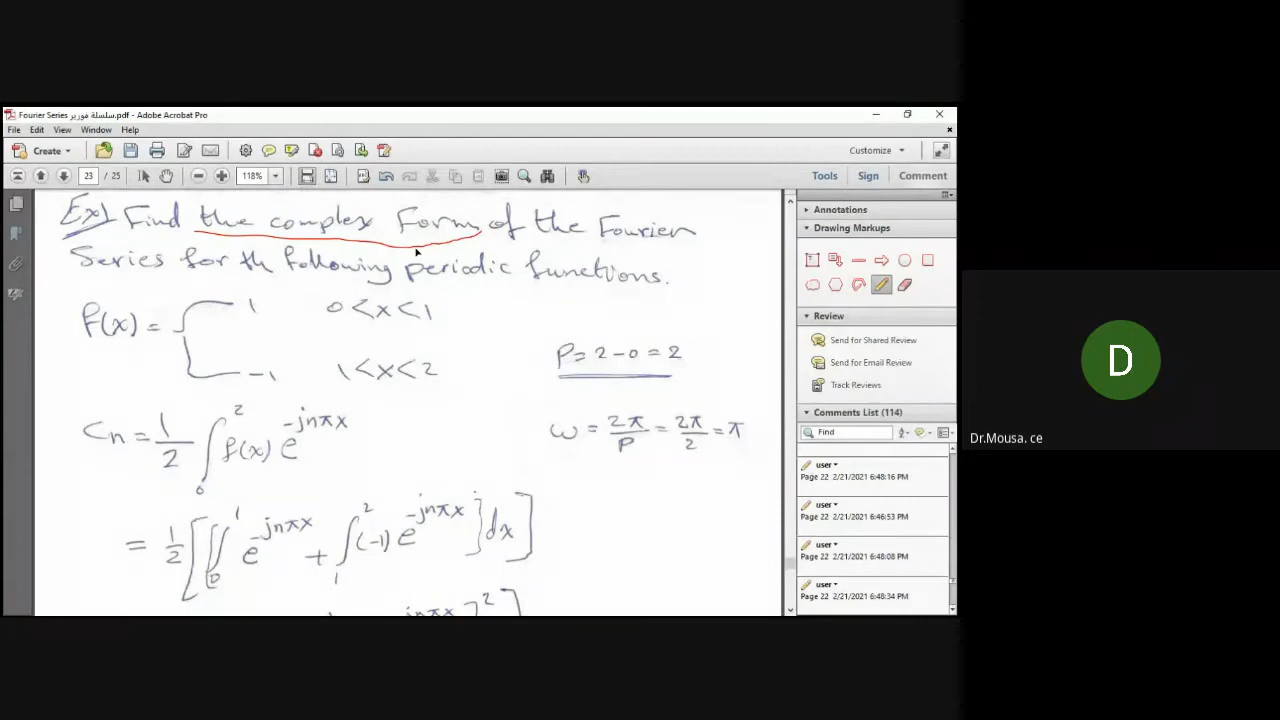 Fourier Series سلسلة فورير.pdf - Adobe Acrobat Pro
File Edit View Window Help
Create Customize
23 / 25 118% Tools Sign Comment
Ex1 Find the complex Form of the Fourier
Series for th following periodic functions.
f(x) = { 1 0<x<1
-1 1<x<2
P = 2-0 = 2
Cn = 1/2 ∫₀² f(x) e^{-jnπx}
ω = 2π/P = 2π/2 = π
= 1/2 [[∫₀¹ e^{-jnπx} + ∫₁² (-1) e^{-jnπx} ] dx ]
Annotations
Drawing Markups
Review
Send for Shared Review
Send for Email Review
Track Reviews
Comments List (114)
Find
user
Page 22 2/21/2021 6:48:16 PM
user
Page 22 2/21/2021 6:46:53 PM
user
Page 22 2/21/2021 6:48:08 PM
user
Page 22 2/21/2021 6:48:34 PM
D
Dr.Mousa. ce